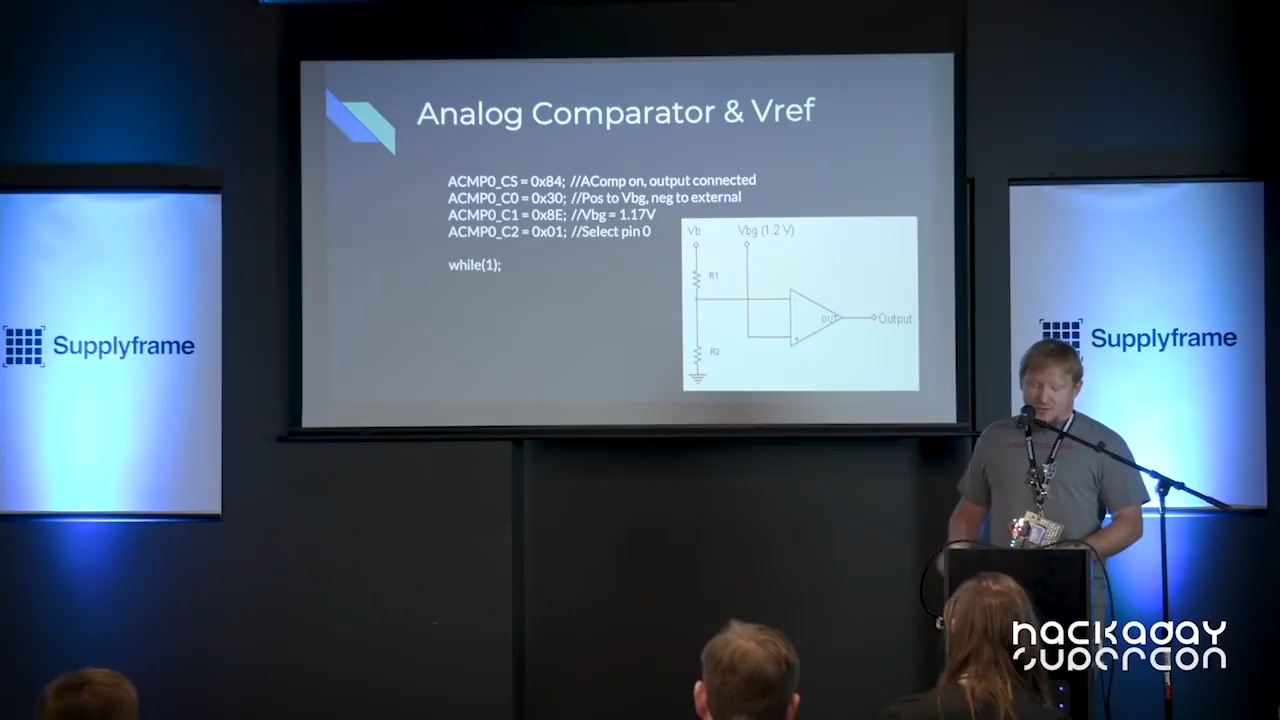 Analog Comparator & Vref
ACMP0_CS = 0x84; //AComp on, output connected
ACMP0_C0 = 0x30; //Pos to Vbg, neg to external
ACMP0_C1 = 0x8E; //Vbg = 1.17V
ACMP0_C2 = 0x01; //Select pin 0
while(1);
Vb
Vbg (1.2 V)
R1
out
Output
R2
Supplyframe
Supplyframe
hackaday
supercon